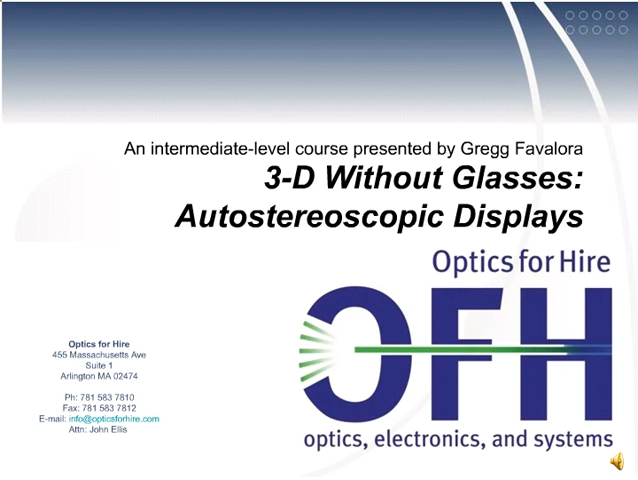 An intermediate-level course presented by Gregg Favalora
3-D Without Glasses:
Autostereoscopic Displays
Optics for Hire
OFH
optics, electronics, and systems
Optics for Hire
455 Massachusetts Ave
Suite 1
Arlington MA 02474
Ph: 781 583 7810
Fax: 781 583 7812
E-mail: info@opticsforhire.com
Attn: John Ellis